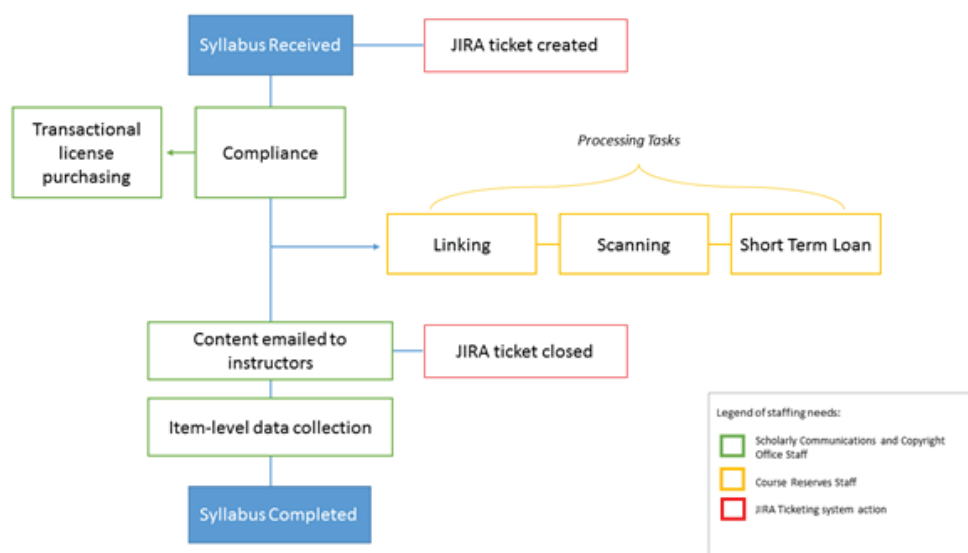 Syllabus Received
JIRA ticket created
Transactional
license
purchasing
Compliance
Processing Tasks
Linking
Scanning
Short Term Loan
Content emailed to
instructors
JIRA ticket closed
Item-level data collection
Syllabus Completed
Legend of staffing needs:
Scholarly Communications and Copyright
Office Staff
Course Reserves Staff
JIRA Ticketing system action